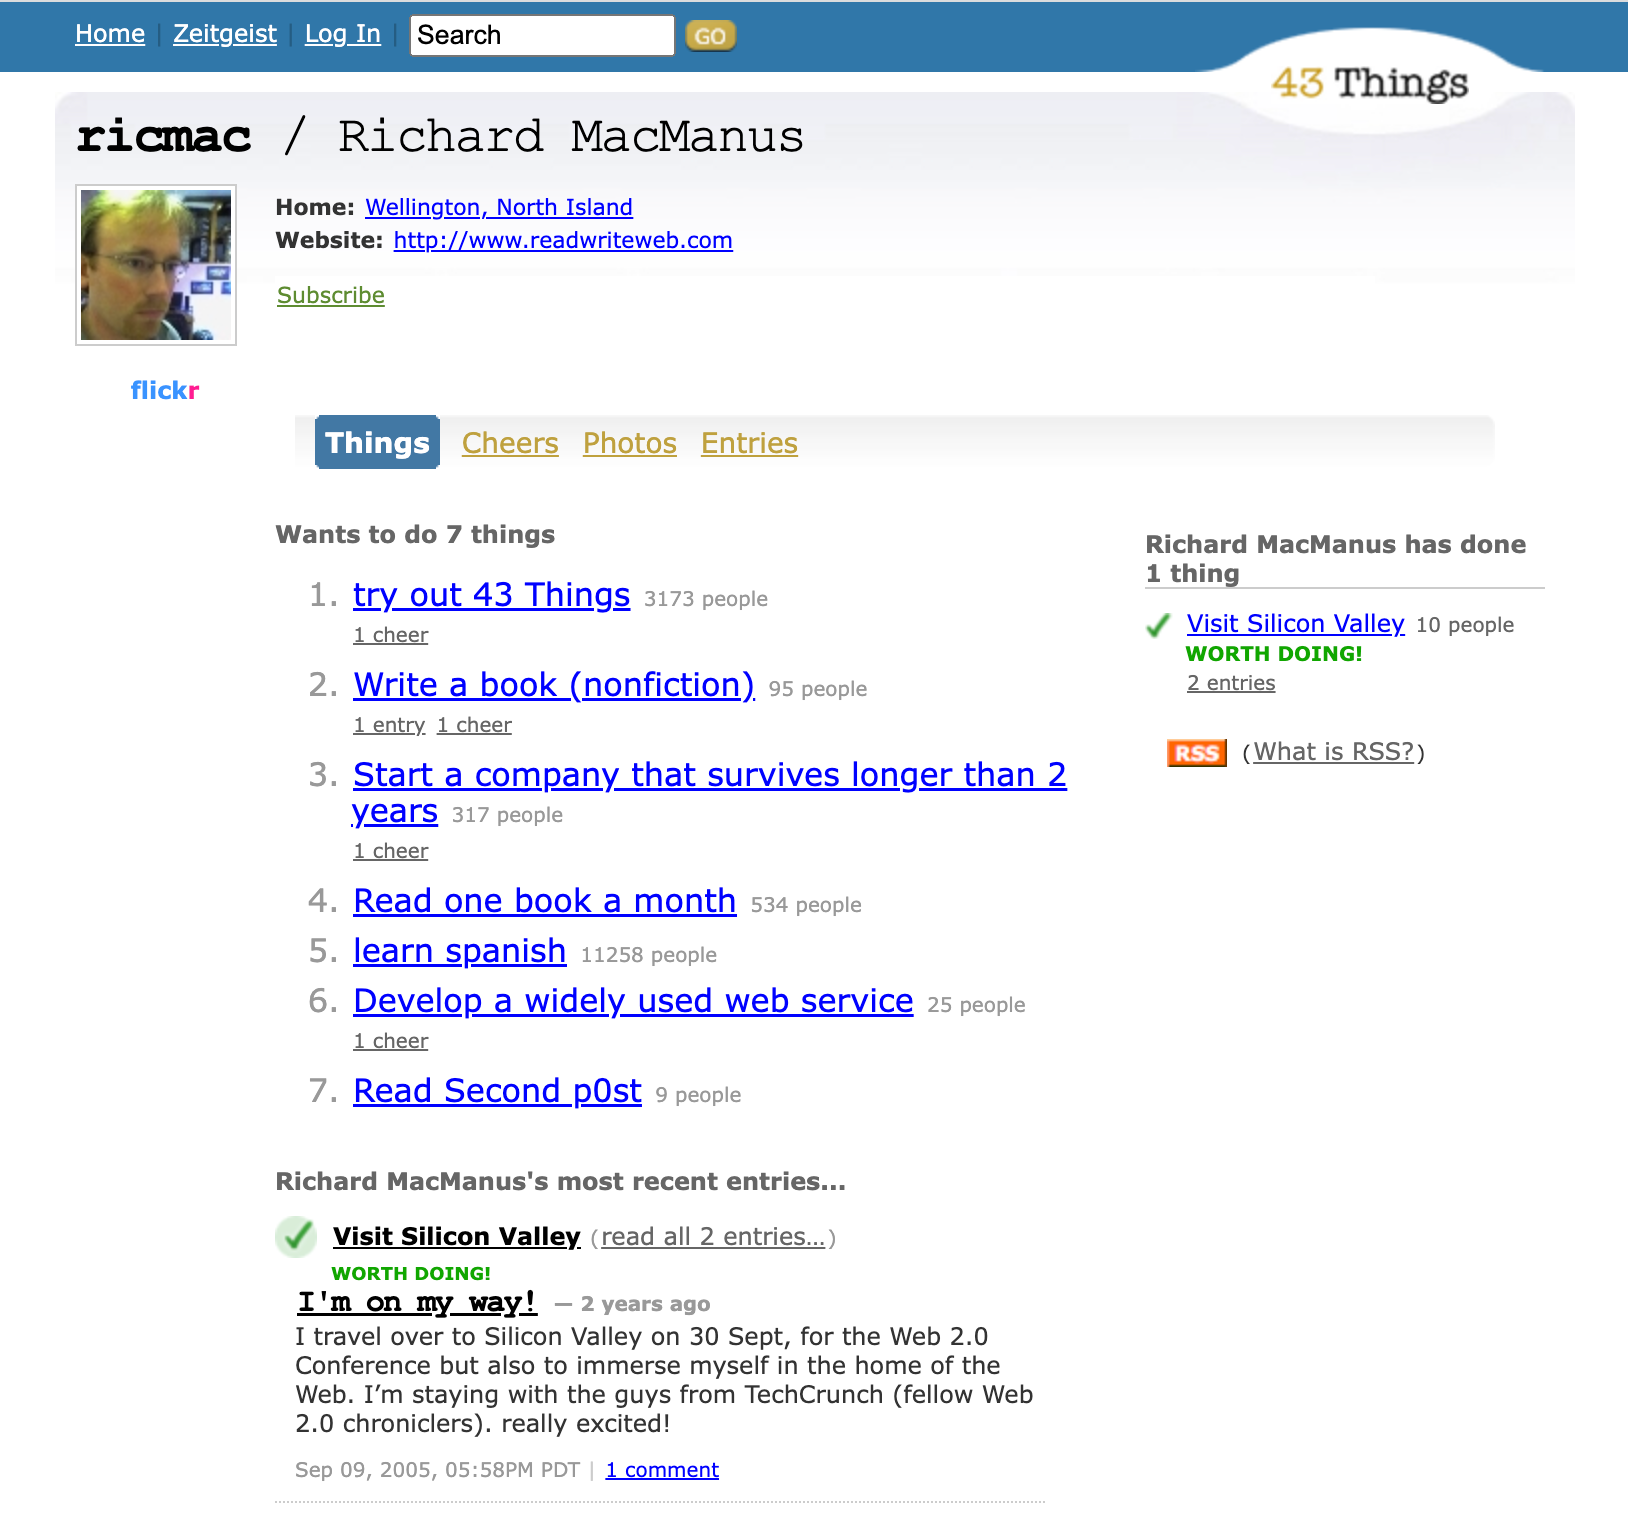 Home | Zeitgeist | Log In | Search GO
43 Things
ricmac / Richard MacManus
Home: Wellington, North Island
Website: http://www.readwriteweb.com
Subscribe
flickr
Things Cheers Photos Entries
Wants to do 7 things
1. try out 43 Things 3173 people
1 cheer
2. Write a book (nonfiction) 95 people
1 entry 1 cheer
3. Start a company that survives longer than 2
years 317 people
1 cheer
4. Read one book a month 534 people
5. learn spanish 11258 people
6. Develop a widely used web service 25 people
1 cheer
7. Read Second p0st 9 people
Richard MacManus has done
1 thing
Visit Silicon Valley 10 people
WORTH DOING!
2 entries
RSS (What is RSS?)
Richard MacManus's most recent entries...
Visit Silicon Valley (read all 2 entries…)
WORTH DOING!
I'm on my way! — 2 years ago
I travel over to Silicon Valley on 30 Sept, for the Web 2.0
Conference but also to immerse myself in the home of the
Web. I’m staying with the guys from TechCrunch (fellow Web
2.0 chroniclers). really excited!
Sep 09, 2005, 05:58PM PDT | 1 comment